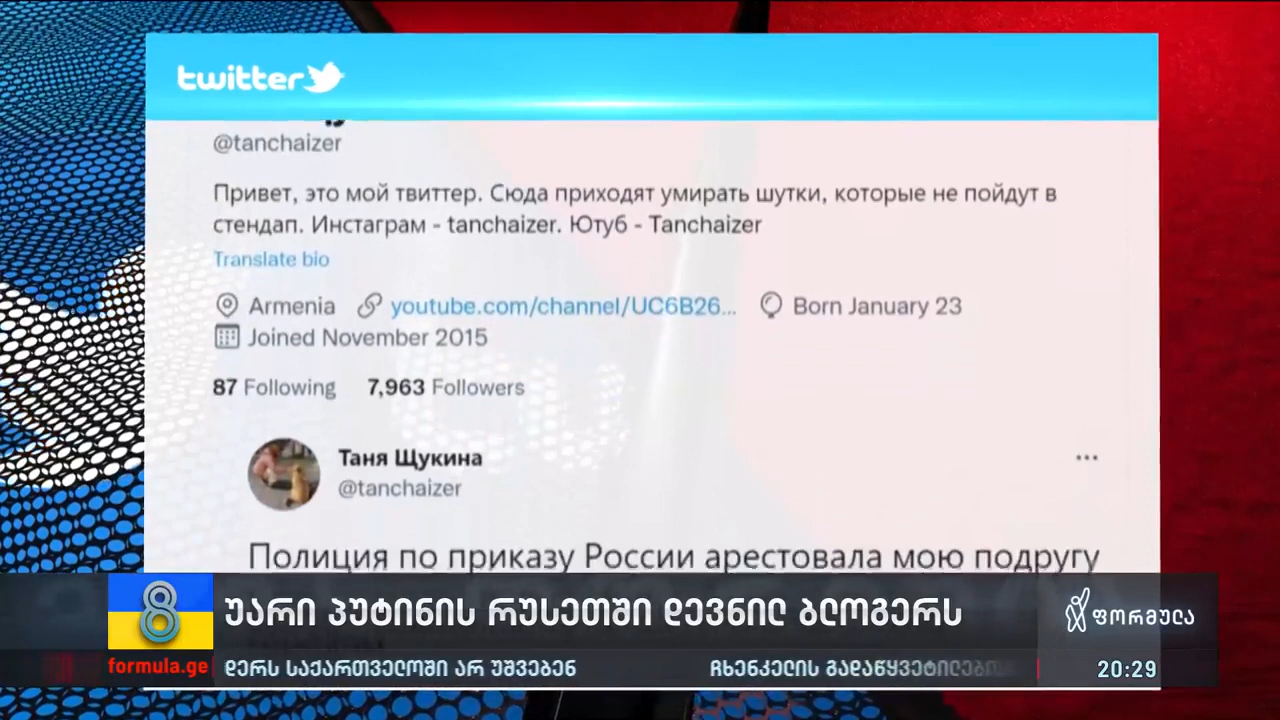 twitter
@tanchaizer
Привет, это мой твиттер. Сюда приходят умирать шутки, которые не пойдут в
стендап. Инстаграм - tanchaizer. Ютуб - Tanchaizer
Translate bio
Armenia youtube.com/channel/UC6B26... Born January 23
Joined November 2015
87 Following 7,963 Followers
Таня Щукина
@tanchaizer
Полиция по приказу России арестовала мою подругу
8 უარი პუტინის რუსეთში დევნილ ბლოგერს ფორმულა
formula.ge დერს საქართველოში არ უშვებენ ჩხენკელის 20:29